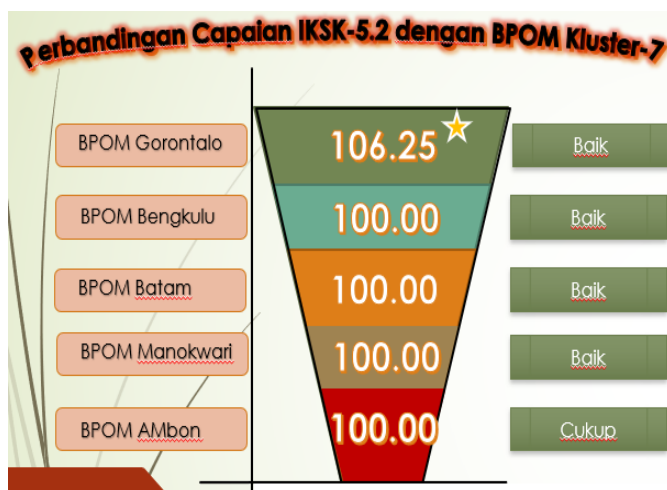 Perbandingan Capaian IKSK-5.2 dengan BPOM Kluster-7
BPOM Gorontalo 106.25 Baik
BPOM Bengkulu 100.00 Baik
BPOM Batam 100.00 Baik
BPOM Manokwari 100.00 Baik
BPOM AMbon 100.00 Cukup